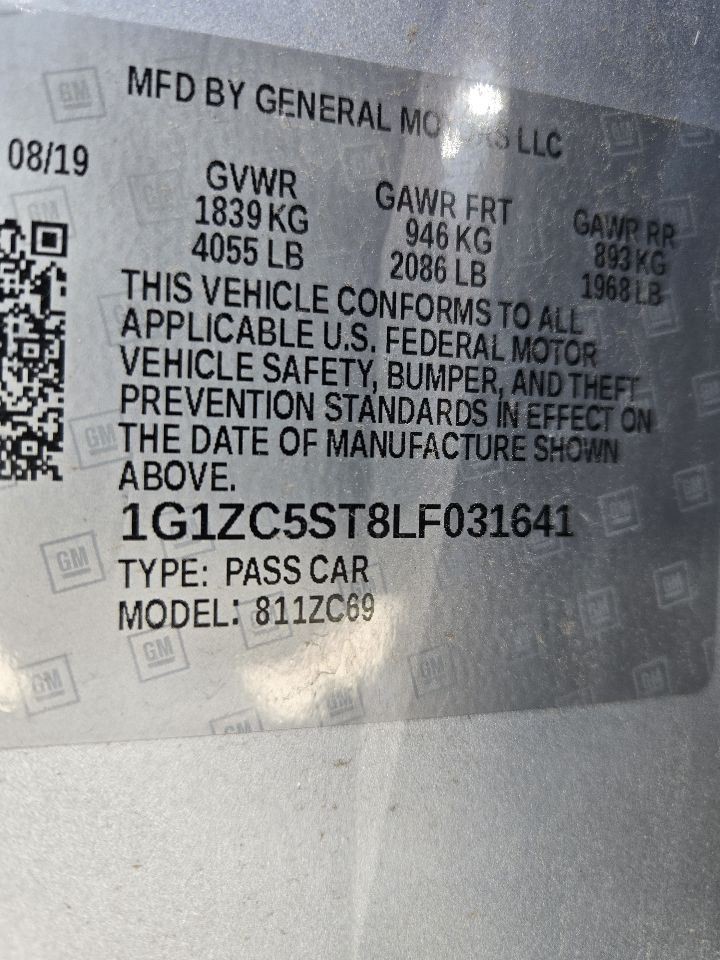 MFD BY GENERAL MOTORS LLC
08/19
GVWR GAWR FRT GAWR RR
1839 KG 946 KG 893 KG
4055 LB 2086 LB 1968 LB
THIS VEHICLE CONFORMS TO ALL
APPLICABLE U.S. FEDERAL MOTOR
VEHICLE SAFETY, BUMPER, AND THEFT
PREVENTION STANDARDS IN EFFECT ON
THE DATE OF MANUFACTURE SHOWN
ABOVE.
1G1ZC5ST8LF031641
TYPE: PASS CAR
MODEL: 811ZC69
GM